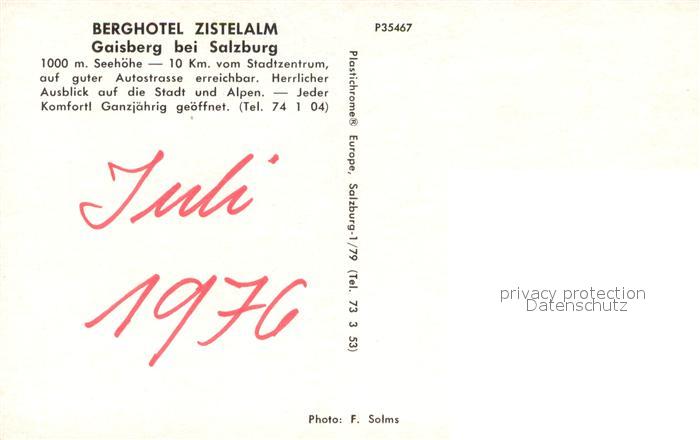 BERGHOTEL ZISTELALM
Gaisberg bei Salzburg
1000 m. Seehöhe — 10 Km. vom Stadtzentrum,
auf guter Autostrasse erreichbar. Herrlicher
Ausblick auf die Stadt und Alpen. — Jeder
Komfort! Ganzjährig geöffnet. (Tel. 74 1 04)
Juli
1976
P35467
Plastichrome® Europe, Salzburg-1/79 (Tel. 73 3 53)
privacy protection
Datenschutz
Photo: F. Solms